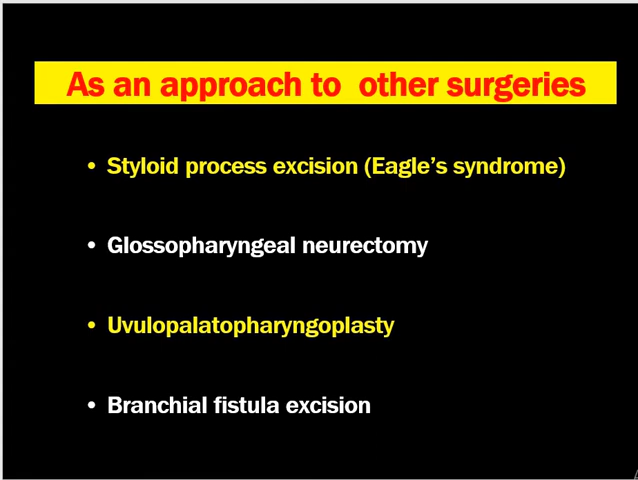 As an approach to other surgeries
• Styloid process excision (Eagle's syndrome)
• Glossopharyngeal neurectomy
• Uvulopalatopharyngoplasty
• Branchial fistula excision